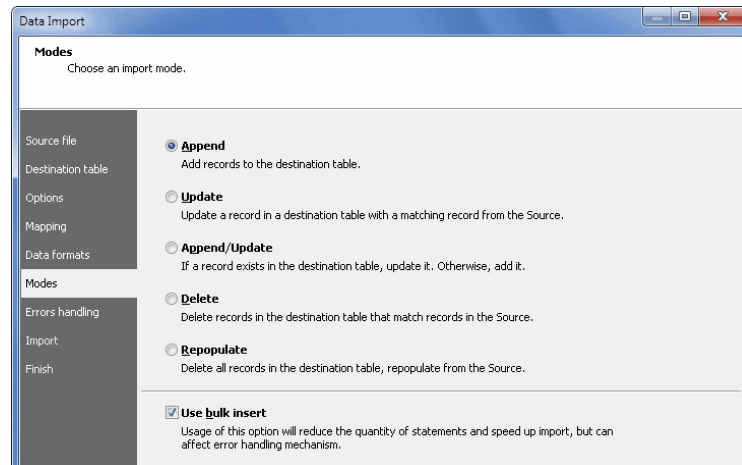 Data Import
Modes
Choose an import mode.
Source file
Destination table
Options
Mapping
Data formats
Modes
Errors handling
Import
Finish
Append
Add records to the destination table.
Update
Update a record in a destination table with a matching record from the Source.
Append/Update
If a record exists in the destination table, update it. Otherwise, add it.
Delete
Delete records in the destination table that match records in the Source.
Repopulate
Delete all records in the destination table, repopulate from the Source.
Use bulk insert
Usage of this option will reduce the quantity of statements and speed up import, but can
affect error handling mechanism.